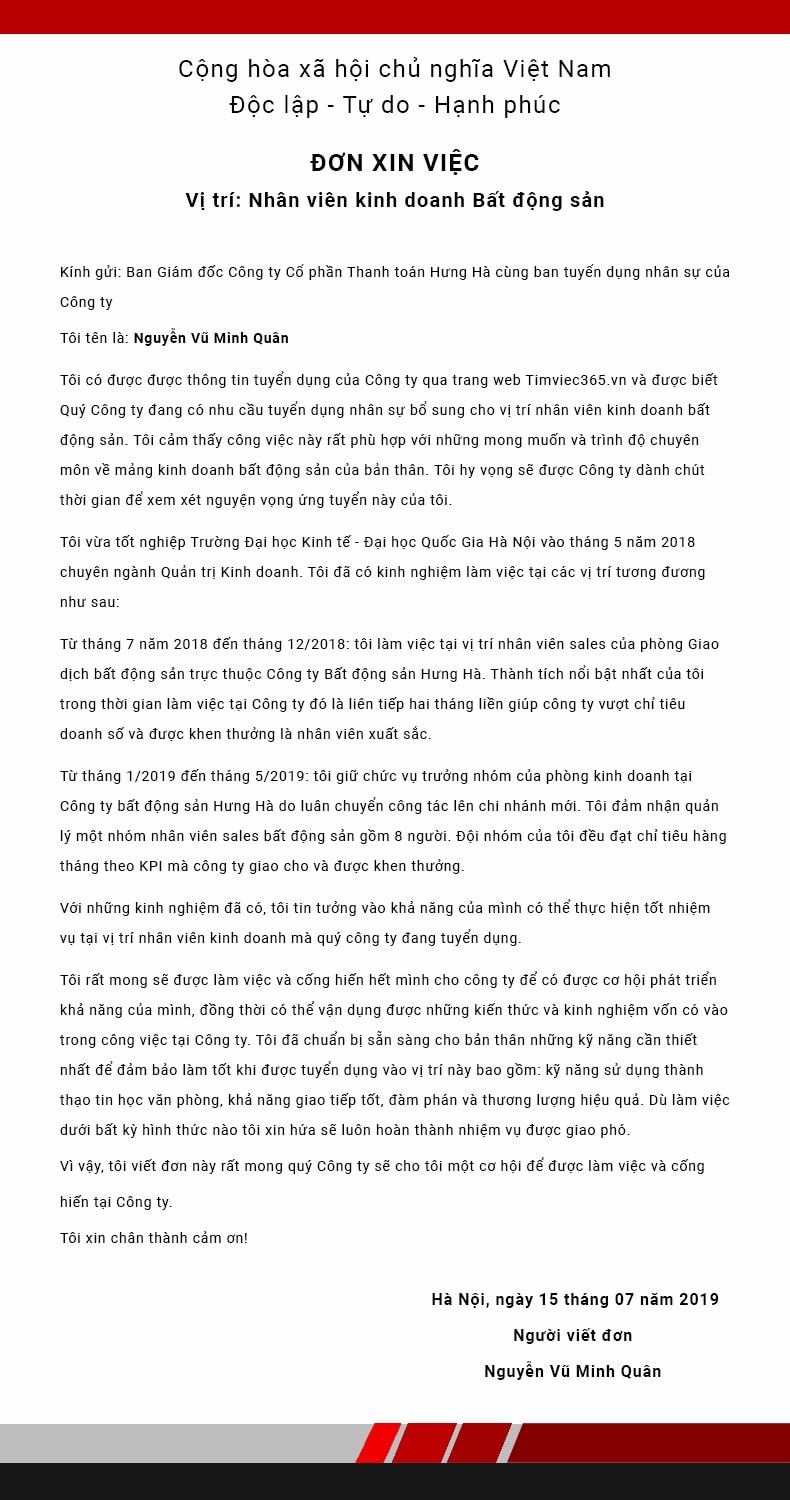 Cộng hòa xã hội chủ nghĩa Việt Nam
Độc lập - Tự do - Hạnh phúc
ĐƠN XIN VIỆC
Vị trí: Nhân viên kinh doanh Bất động sản
Kính gửi: Ban Giám đốc Công ty Cổ phần Thanh toán Hưng Hà cùng ban tuyển dụng nhân sự của
Công ty
Tôi tên là: Nguyễn Vũ Minh Quân
Tôi có được được thông tin tuyển dụng của Công ty qua trang web Timviec365.vn và được biết
Quý Công ty đang có nhu cầu tuyển dụng nhân sự bổ sung cho vị trí nhân viên kinh doanh bất
động sản. Tôi cảm thấy công việc này rất phù hợp với những mong muốn và trình độ chuyên
môn về mảng kinh doanh bất động sản của bản thân. Tôi hy vọng sẽ được Công ty dành chút
thời gian để xem xét nguyện vọng ứng tuyển này của tôi.
Tôi vừa tốt nghiệp Trường Đại học Kinh tế - Đại học Quốc Gia Hà Nội vào tháng 5 năm 2018
chuyên ngành Quản trị Kinh doanh. Tôi đã có kinh nghiệm làm việc tại các vị trí tương đương
như sau:
Từ tháng 7 năm 2018 đến tháng 12/2018: tôi làm việc tại vị trí nhân viên sales của phòng Giao
dịch bất động sản trực thuộc Công ty Bất động sản Hưng Hà. Thành tích nổi bật nhất của tôi
trong thời gian làm việc tại Công ty đó là liên tiếp hai tháng liền giúp công ty vượt chỉ tiêu
doanh số và được khen thưởng là nhân viên xuất sắc.
Từ tháng 1/2019 đến tháng 5/2019: tôi giữ chức vụ trưởng nhóm của phòng kinh doanh tại
Công ty bất động sản Hưng Hà do luân chuyển công tác lên chi nhánh mới. Tôi đảm nhận quản
lý một nhóm nhân viên sales bất động sản gồm 8 người. Đội nhóm của tôi đều đạt chỉ tiêu hàng
tháng theo KPI mà công ty giao cho và được khen thưởng.
Với những kinh nghiệm đã có, tôi tin tưởng vào khả năng của mình có thể thực hiện tốt nhiệm
vụ tại vị trí nhân viên kinh doanh mà quý công ty đang tuyển dụng.
Tôi rất mong sẽ được làm việc và cống hiến hết mình cho công ty để có được cơ hội phát triển
khả năng của mình, đồng thời có thể vận dụng được những kiến thức và kinh nghiệm vốn có vào
trong công việc tại Công ty. Tôi đã chuẩn bị sẵn sàng cho bản thân những kỹ năng cần thiết
nhất để đảm bảo làm tốt khi được tuyển dụng vào vị trí này bao gồm: kỹ năng sử dụng thành
thạo tin học văn phòng, khả năng giao tiếp tốt, đàm phán và thương lượng hiệu quả. Dù làm việc
dưới bất kỳ hình thức nào tôi xin hứa sẽ luôn hoàn thành nhiệm vụ được giao phó.
Vì vậy, tôi viết đơn này rất mong quý Công ty sẽ cho tôi một cơ hội để được làm việc và cống
hiến tại Công ty.
Tôi xin chân thành cảm ơn!
Hà Nội, ngày 15 tháng 07 năm 2019
Người viết đơn
Nguyễn Vũ Minh Quân